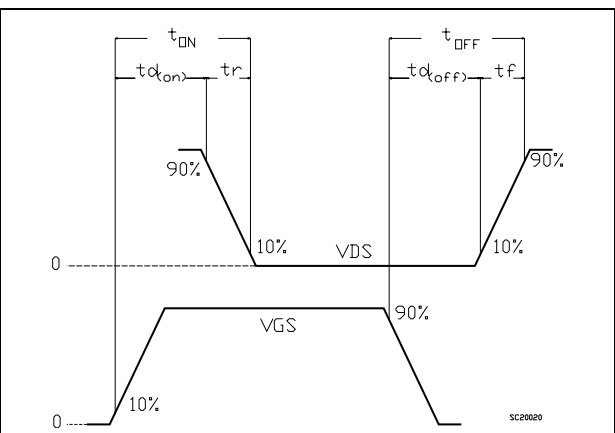 tON tOFF
td(on) tr td(off) tf
90% 90%
10% VDS 10%
0
VGS 90%
10%
0
SC20020